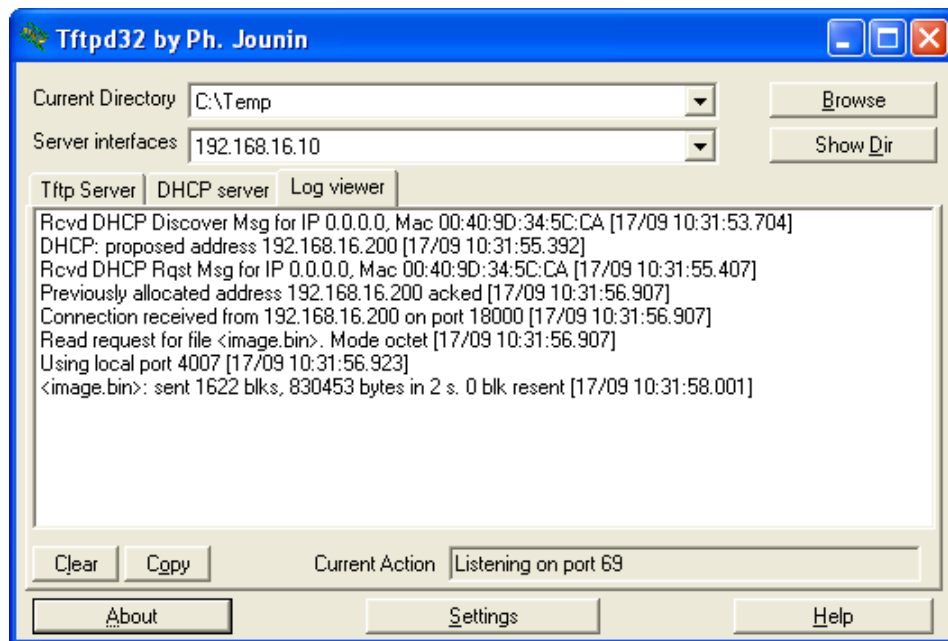 Tftpd32 by Ph. Jounin
Current Directory C:\Temp Browse
Server interfaces 192.168.16.10 Show Dir
Tftp Server DHCP server Log viewer
Rcvd DHCP Discover Msg for IP 0.0.0.0, Mac 00:40:9D:34:5C:CA [17/09 10:31:53.704]
DHCP: proposed address 192.168.16.200 [17/09 10:31:55.392]
Rcvd DHCP Rqst Msg for IP 0.0.0.0, Mac 00:40:9D:34:5C:CA [17/09 10:31:55.407]
Previously allocated address 192.168.16.200 acked [17/09 10:31:56.907]
Connection received from 192.168.16.200 on port 18000 [17/09 10:31:56.907]
Read request for file <image.bin>. Mode octet [17/09 10:31:56.907]
Using local port 4007 [17/09 10:31:56.923]
<image.bin>: sent 1622 blks, 830453 bytes in 2 s. 0 blk resent [17/09 10:31:58.001]
Clear Copy Current Action Listening on port 69
About Settings Help